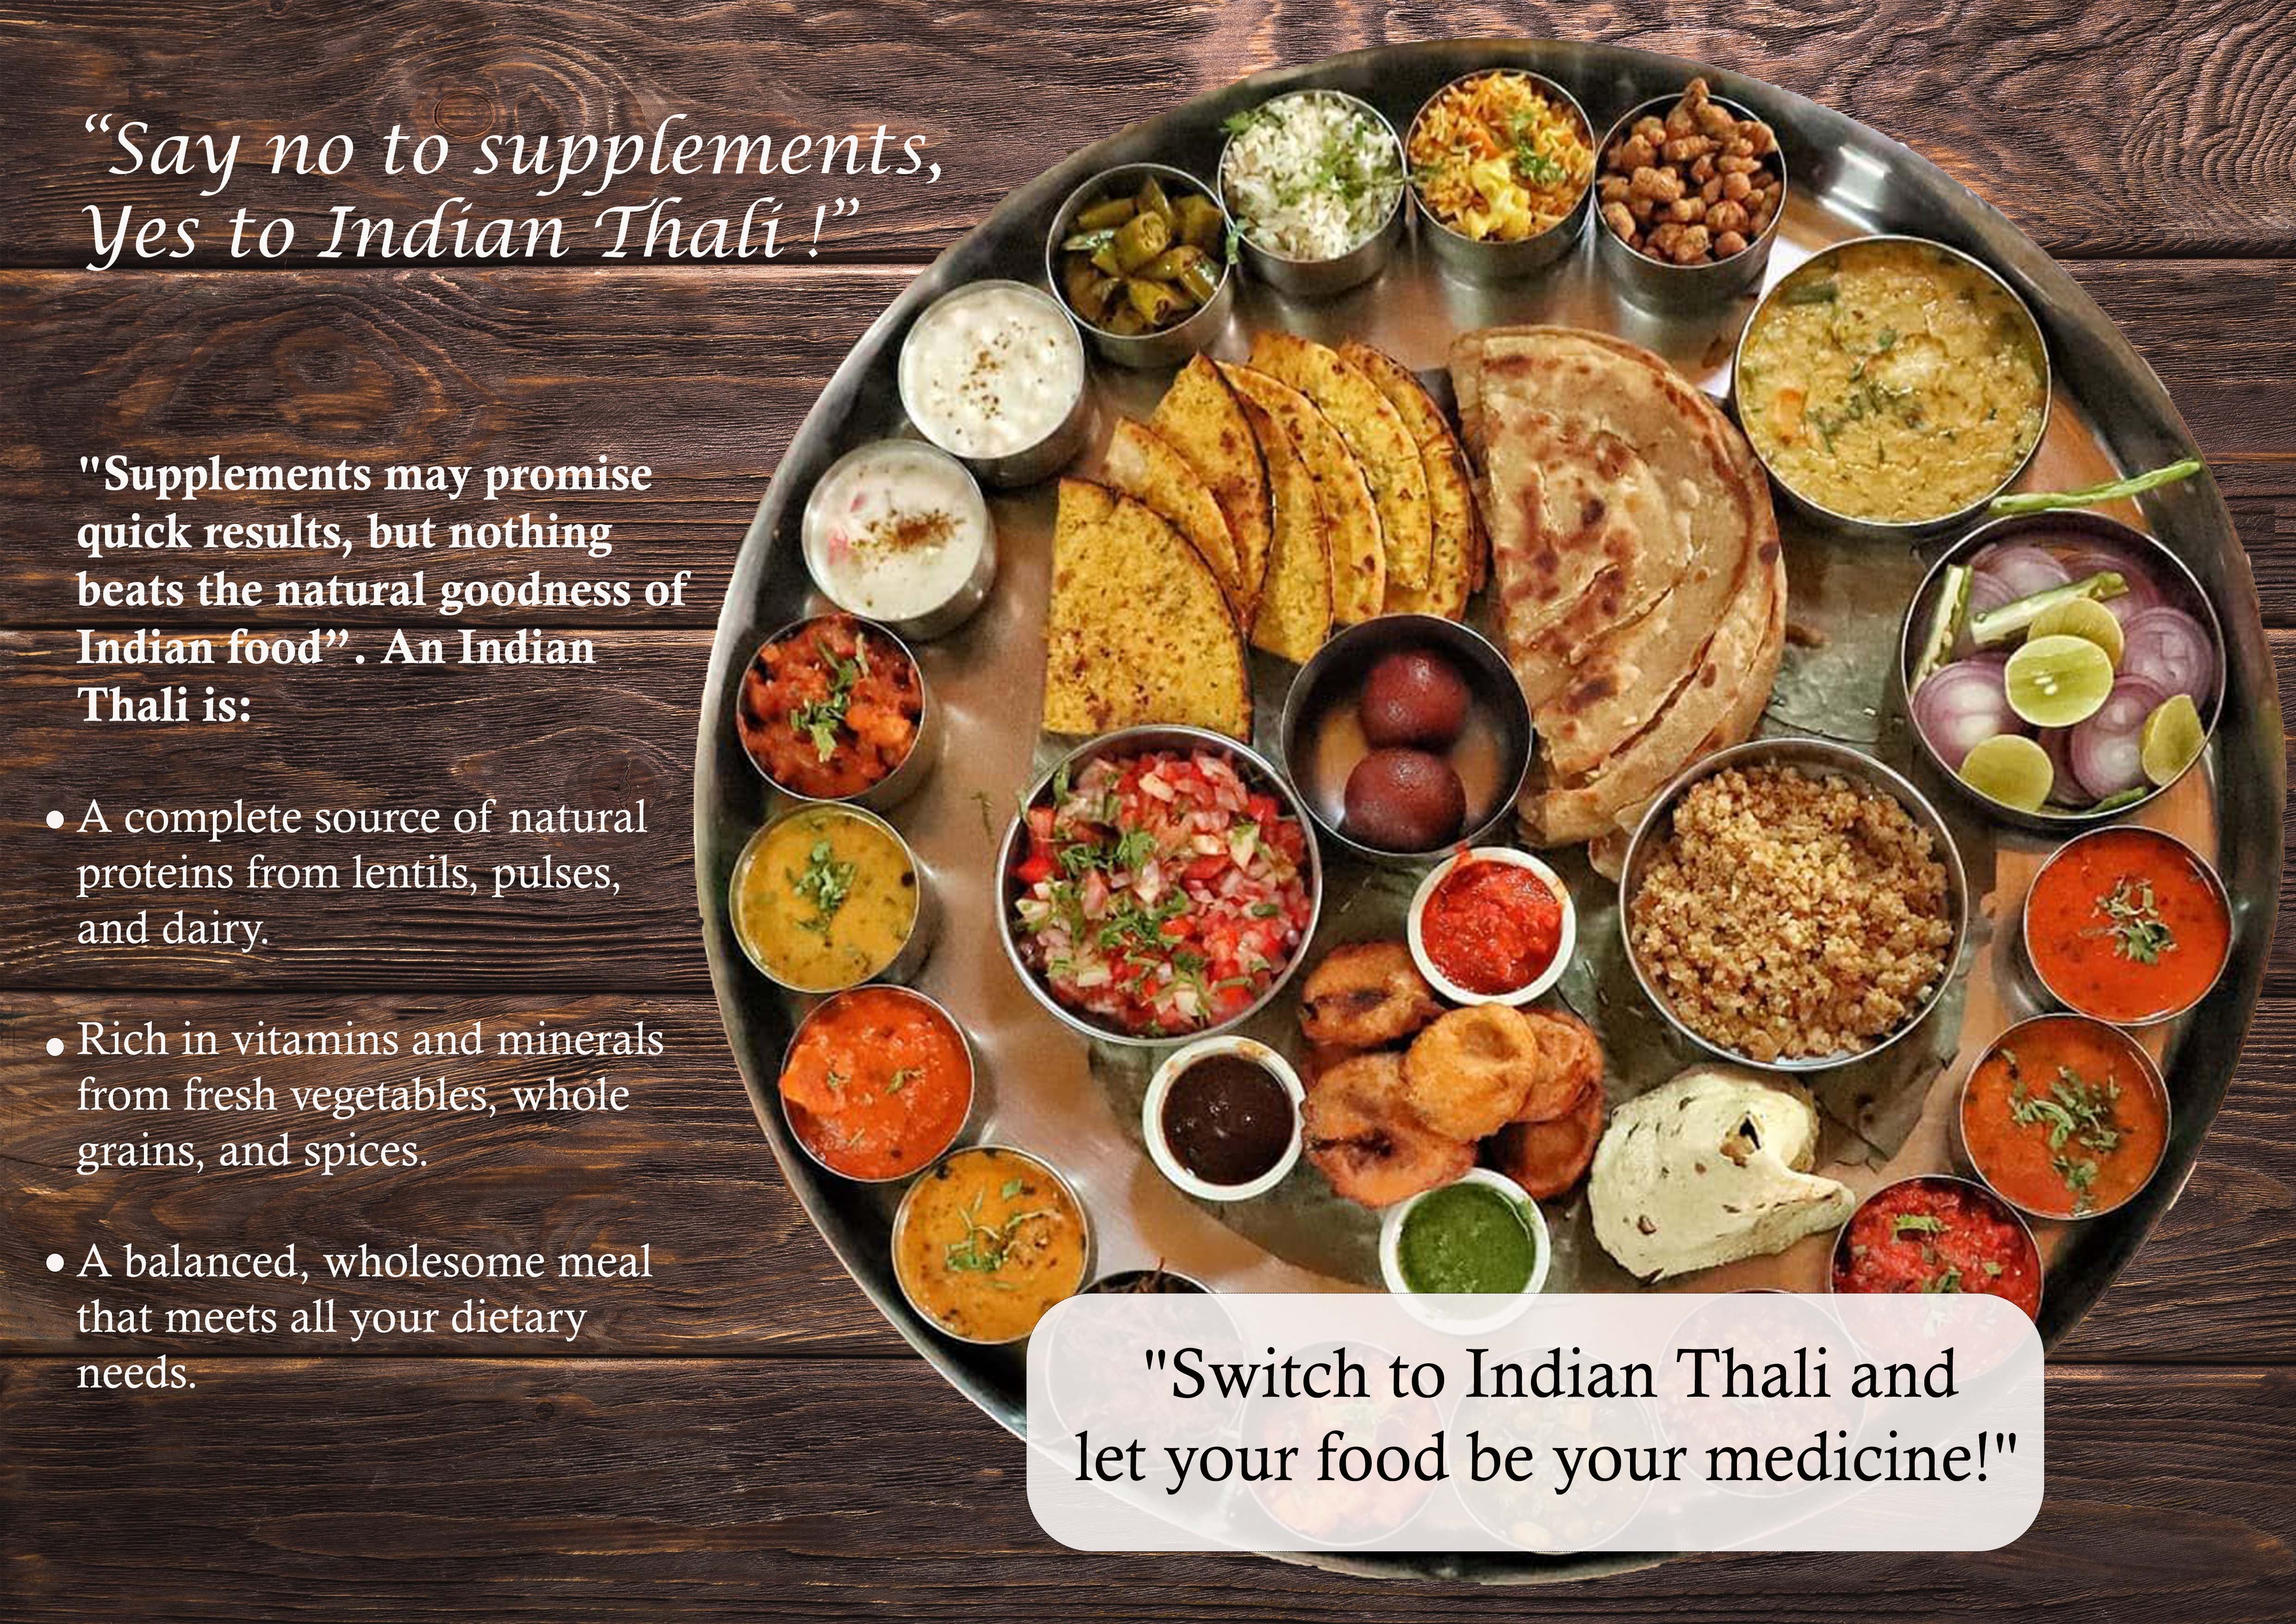 “Say no to supplements,
Yes to Indian Thali !”
"Supplements may promise
quick results, but nothing
beats the natural goodness of
Indian food”. An Indian
Thali is:
• A complete source of natural
proteins from lentils, pulses,
and dairy.
• Rich in vitamins and minerals
from fresh vegetables, whole
grains, and spices.
• A balanced, wholesome meal
that meets all your dietary
needs.
"Switch to Indian Thali and
let your food be your medicine!"